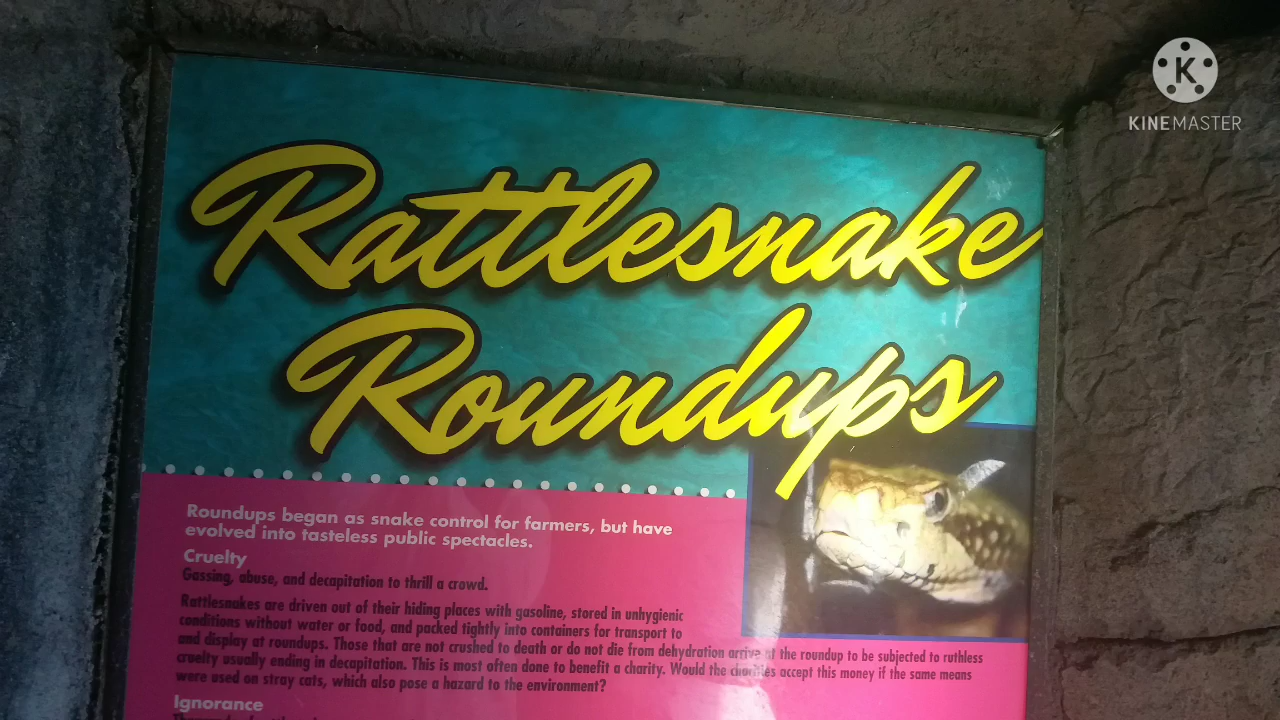 K
KINEMASTER
Rattlesnake
Roundups
Roundups began as snake control for farmers, but have
evolved into tasteless public spectacles.
Cruelty
Gassing, abuse, and decapitation to thrill a crowd.
Rattlesnakes are driven out of their hiding places with gasoline, stored in unhygienic
conditions without water or food, and packed tightly into containers for transport to
and display at roundups. Those that are not crushed to death or do not die from dehydration arrive at the roundup to be subjected to ruthless
cruelty usually ending in decapitation. This is most often done to benefit a charity. Would the charities accept this money if the same means
were used on stray cats, which also pose a hazard to the environment?
Ignorance